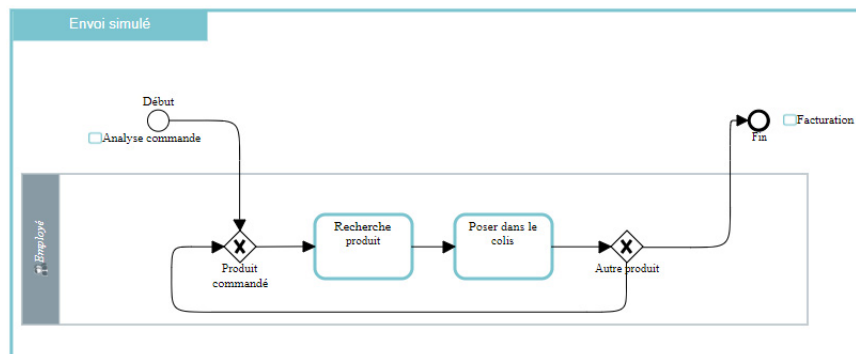 Envoi simulé
Début
Analyse commande
Facturation
Fin
Employé
Recherche
produit
Poser dans le
colis
Produit
commandé
Autre produit